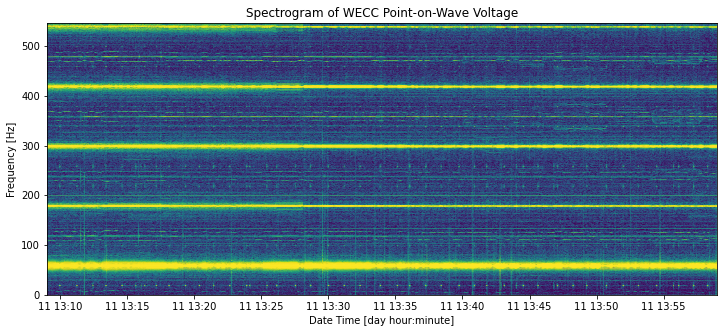 Spectrogram of WECC Point-on-Wave Voltage
Frequency [Hz]
500
400
300
200
100
0
11 13:10 11 13:15 11 13:20 11 13:25 11 13:30 11 13:35 11 13:40 11 13:45 11 13:50 11 13:55
Date Time [day hour:minute]